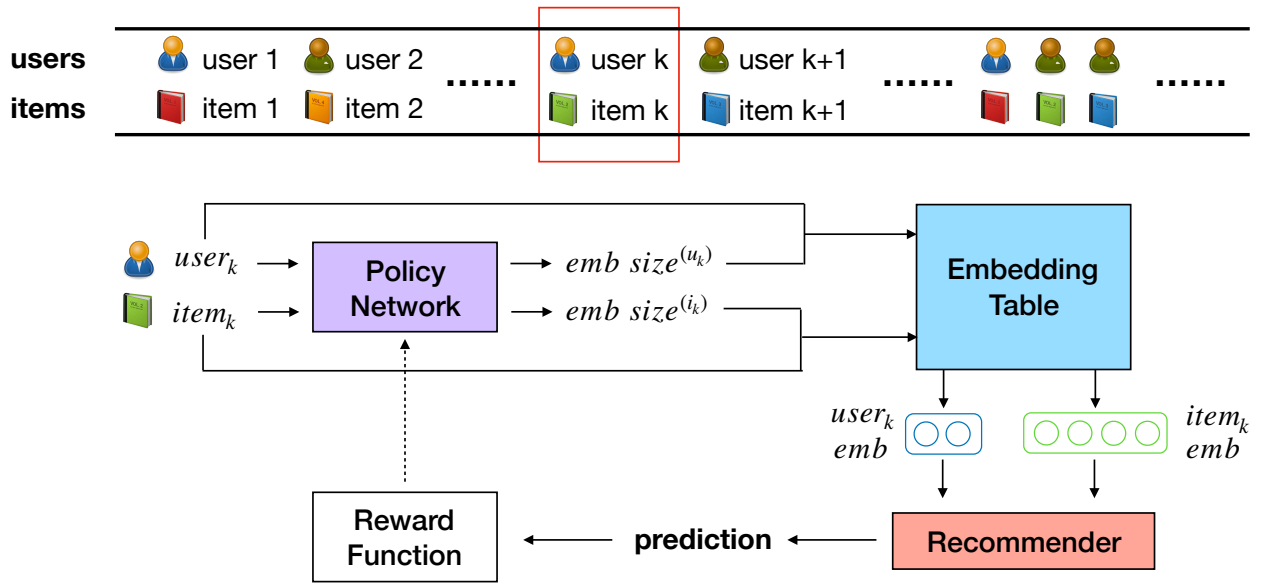 users user 1 user 2 ...... user k user k+1 ...... ......
items item 1 item 2 item k item k+1
user_k emb size^(u_k)
Policy Network
item_k emb size^(i_k)
Embedding
Table
user_k
emb
item_k
emb
Reward
Function
prediction
Recommender